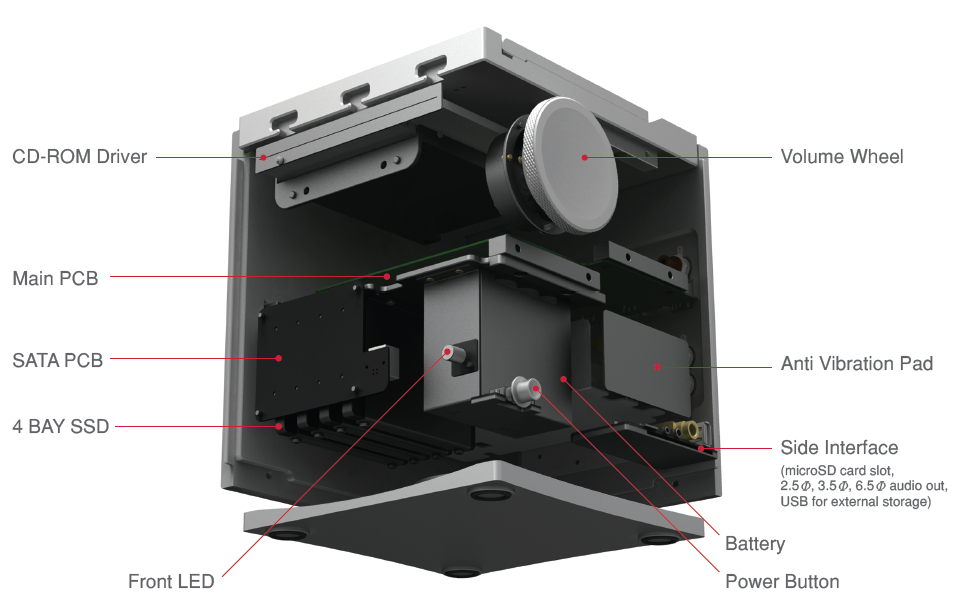 CD-ROM Driver
Volume Wheel
Main PCB
SATA PCB
Anti Vibration Pad
4 BAY SSD
Side Interface
(microSD card slot,
2.5Φ, 3.5Φ, 6.5Φ audio out,
USB for external storage)
Battery
Front LED
Power Button